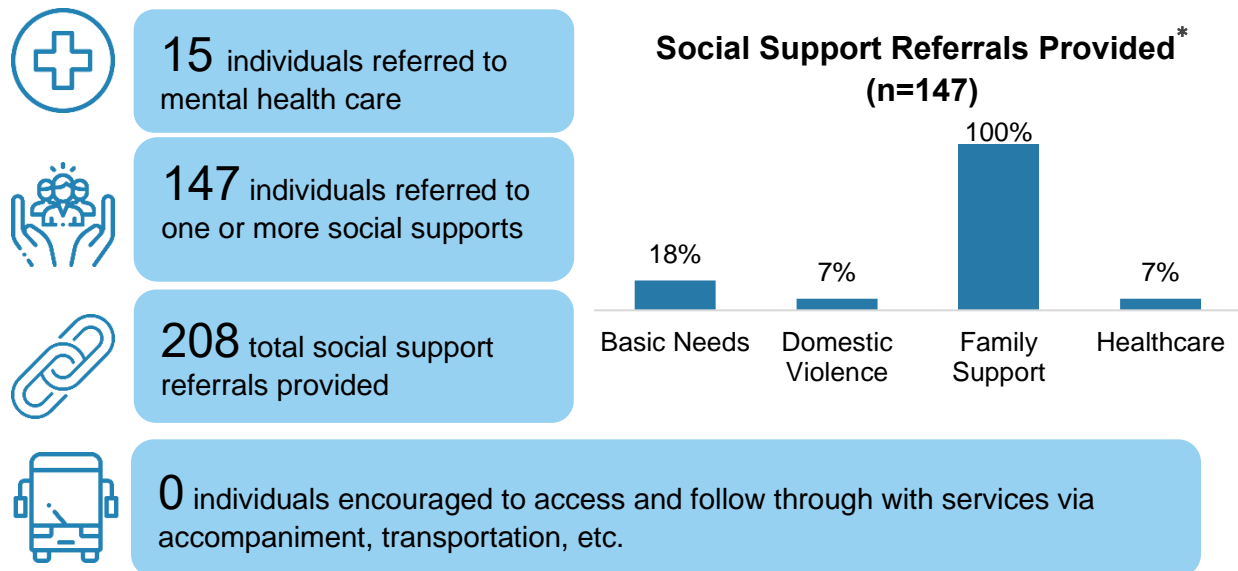 15 individuals referred to
mental health care
147 individuals referred to
one or more social supports
208 total social support
referrals provided
0 individuals encouraged to access and follow through with services via
accompaniment, transportation, etc.
Social Support Referrals Provided*
(n=147)
18%
7%
100%
7%
Basic Needs
Domestic
Violence
Family
Support
Healthcare